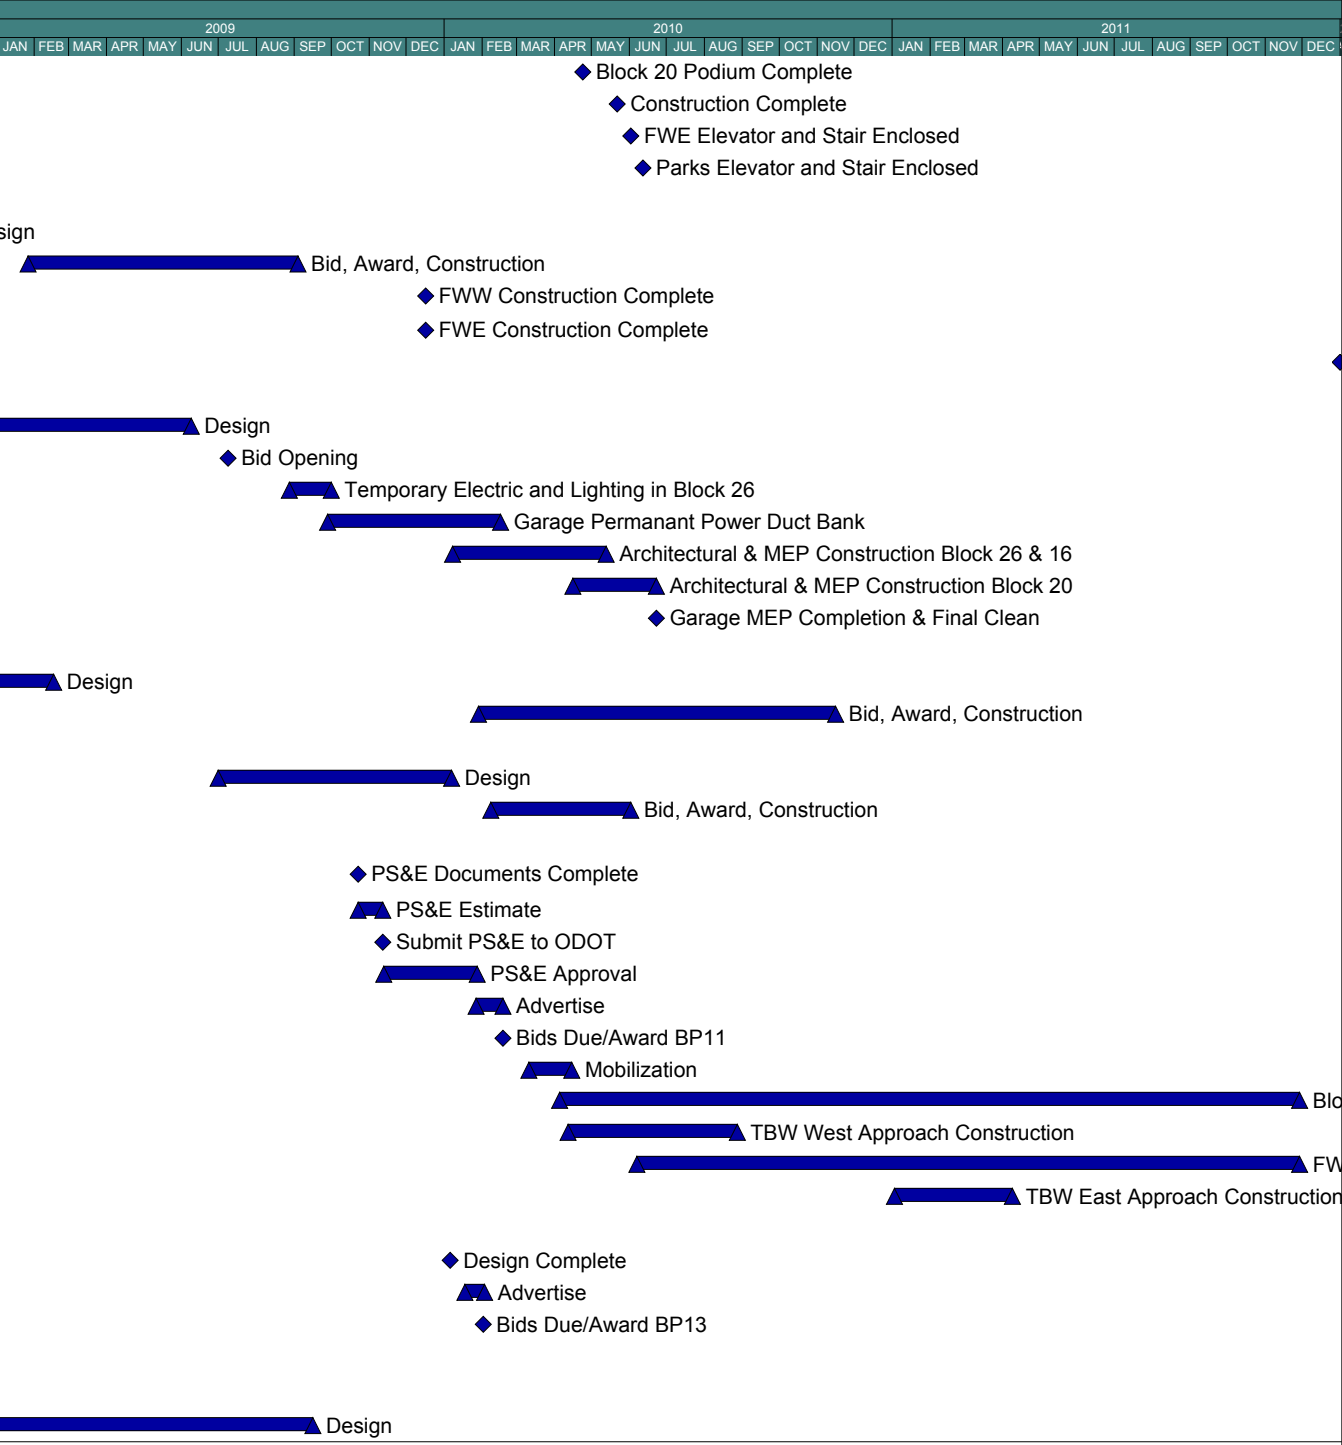 2009 2010 2011
JAN FEB MAR APR MAY JUN JUL AUG SEP OCT NOV DEC JAN FEB MAR APR MAY JUN JUL AUG SEP OCT NOV DEC JAN FEB MAR APR MAY JUN JUL AUG SEP OCT NOV DEC
Block 20 Podium Complete
Construction Complete
FWE Elevator and Stair Enclosed
Parks Elevator and Stair Enclosed
sign
Bid, Award, Construction
FWW Construction Complete
FWE Construction Complete
Design
Bid Opening
Temporary Electric and Lighting in Block 26
Garage Permanant Power Duct Bank
Architectural & MEP Construction Block 26 & 16
Architectural & MEP Construction Block 20
Garage MEP Completion & Final Clean
Design
Bid, Award, Construction
Design
Bid, Award, Construction
PS&E Documents Complete
PS&E Estimate
Submit PS&E to ODOT
PS&E Approval
Advertise
Bids Due/Award BP11
Mobilization
Blo
TBW West Approach Construction
FW
TBW East Approach Construction
Design Complete
Advertise
Bids Due/Award BP13
Design